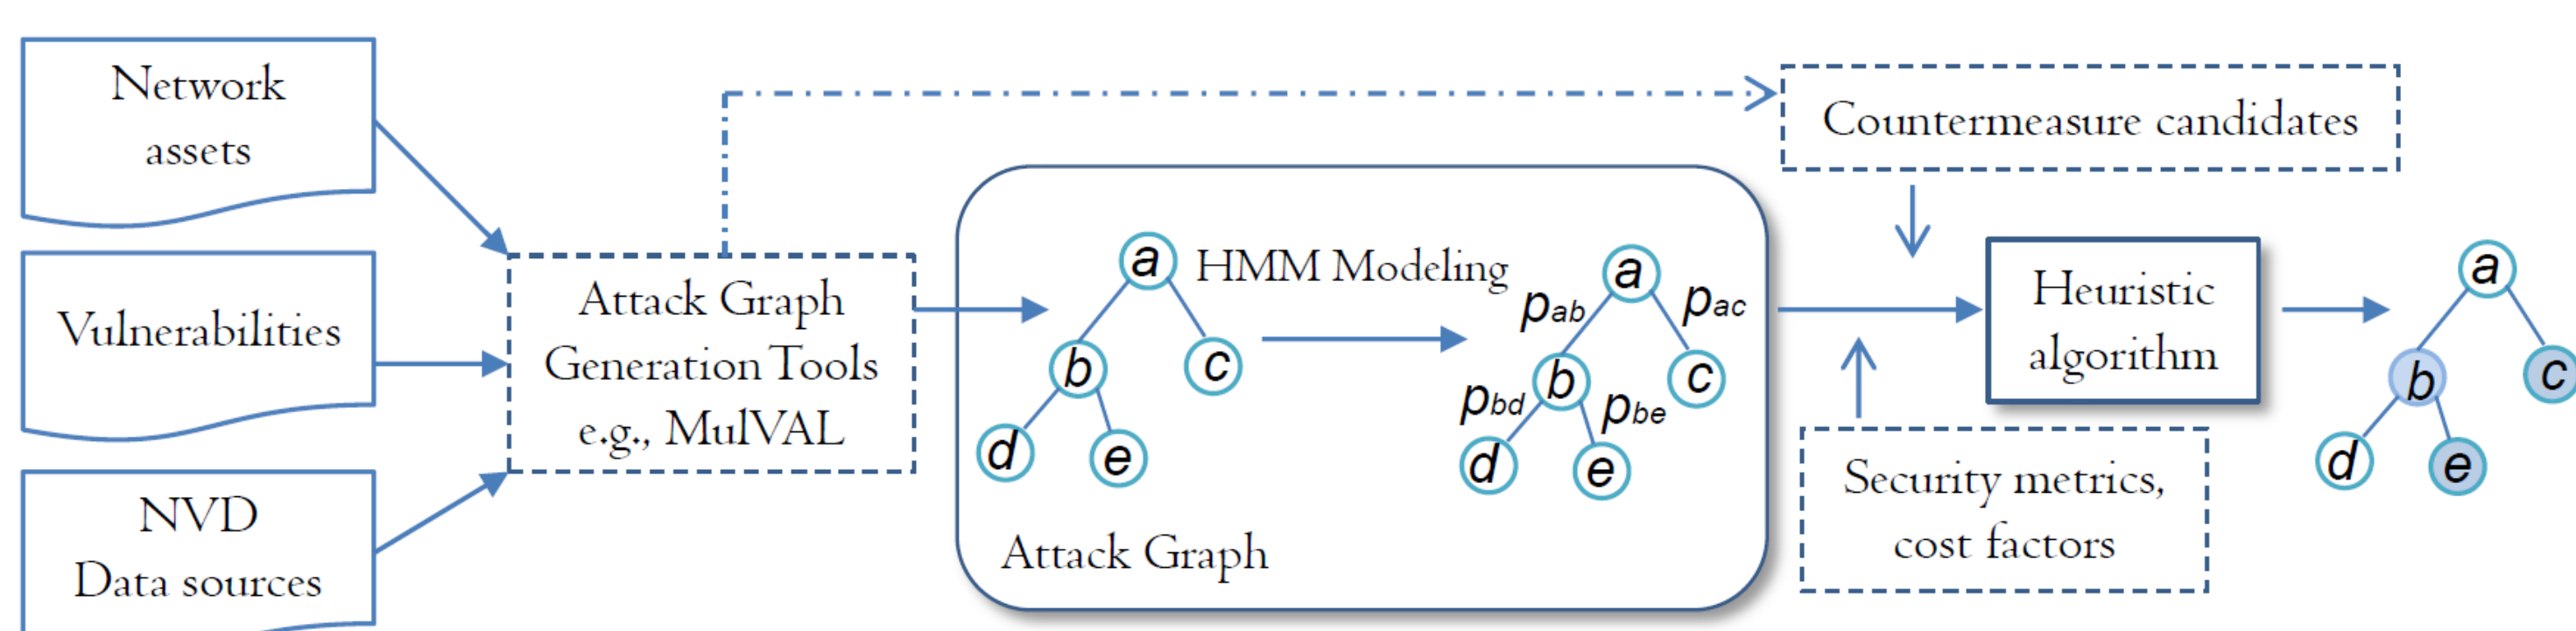 Network
assets
Vulnerabilities
NVD
Data sources
Attack Graph
Generation Tools
e.g., MulVAL
a
b
c
d
e
HMM Modeling
a
pab
pac
b
c
pbd
pbe
d
e
Attack Graph
Countermeasure candidates
Security metrics,
cost factors
Heuristic
algorithm
a
b
c
d
e